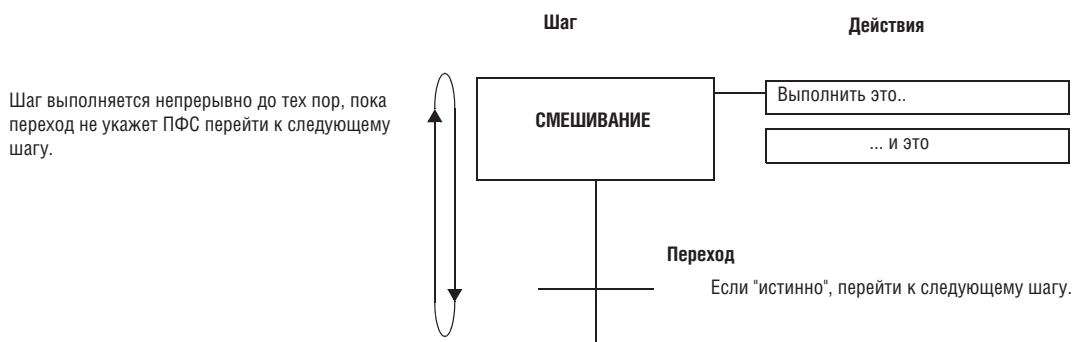 Шаг
Действия
Шаг выполняется непрерывно до тех пор, пока
переход не укажет ПФС перейти к следующему
шагу.
СМЕШИВАНИЕ
Выполнить это..
... и это
Переход
Если "истинно", перейти к следующему шагу.